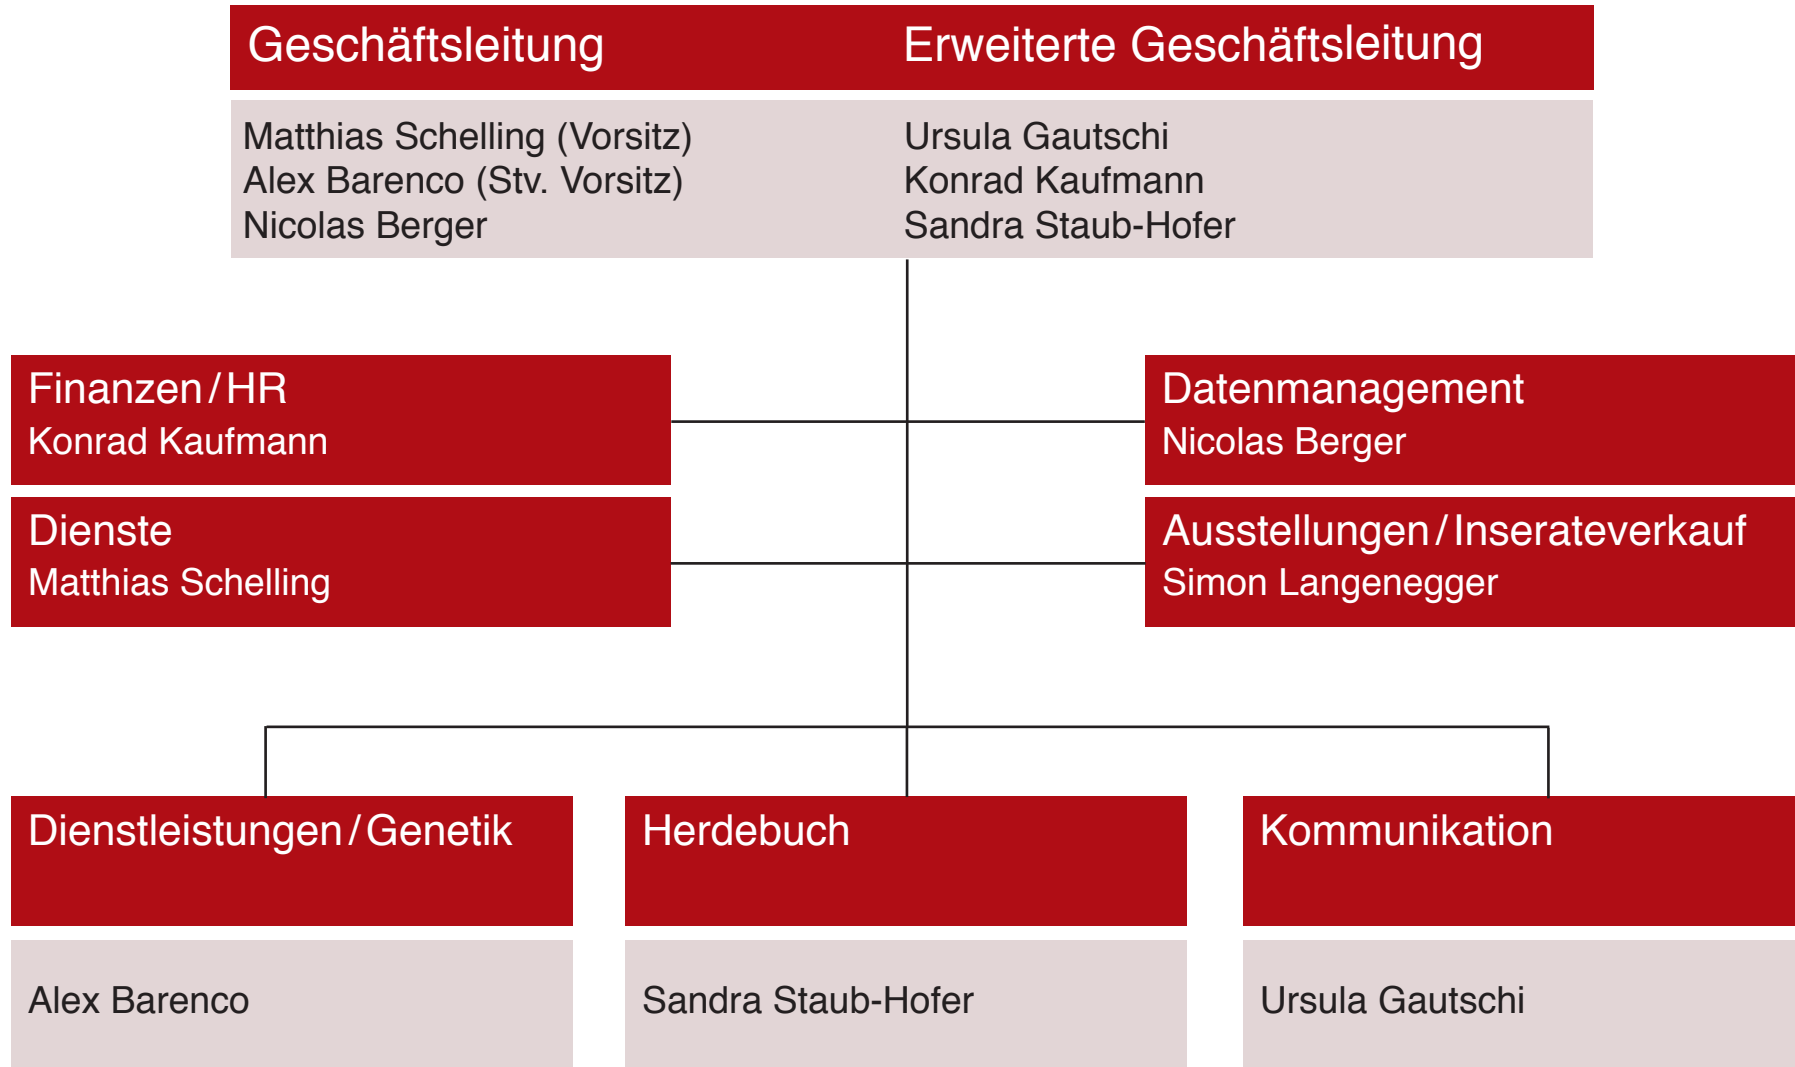 Geschäftsleitung
Erweiterte Geschäftsleitung
Matthias Schelling (Vorsitz)
Alex Barenco (Stv. Vorsitz)
Nicolas Berger
Ursula Gautschi
Konrad Kaufmann
Sandra Staub-Hofer
Finanzen/HR
Konrad Kaufmann
Datenmanagement
Nicolas Berger
Dienste
Matthias Schelling
Ausstellungen/Inserateverkauf
Simon Langenegger
Dienstleistungen/Genetik
Alex Barenco
Herdebuch
Sandra Staub-Hofer
Kommunikation
Ursula Gautschi